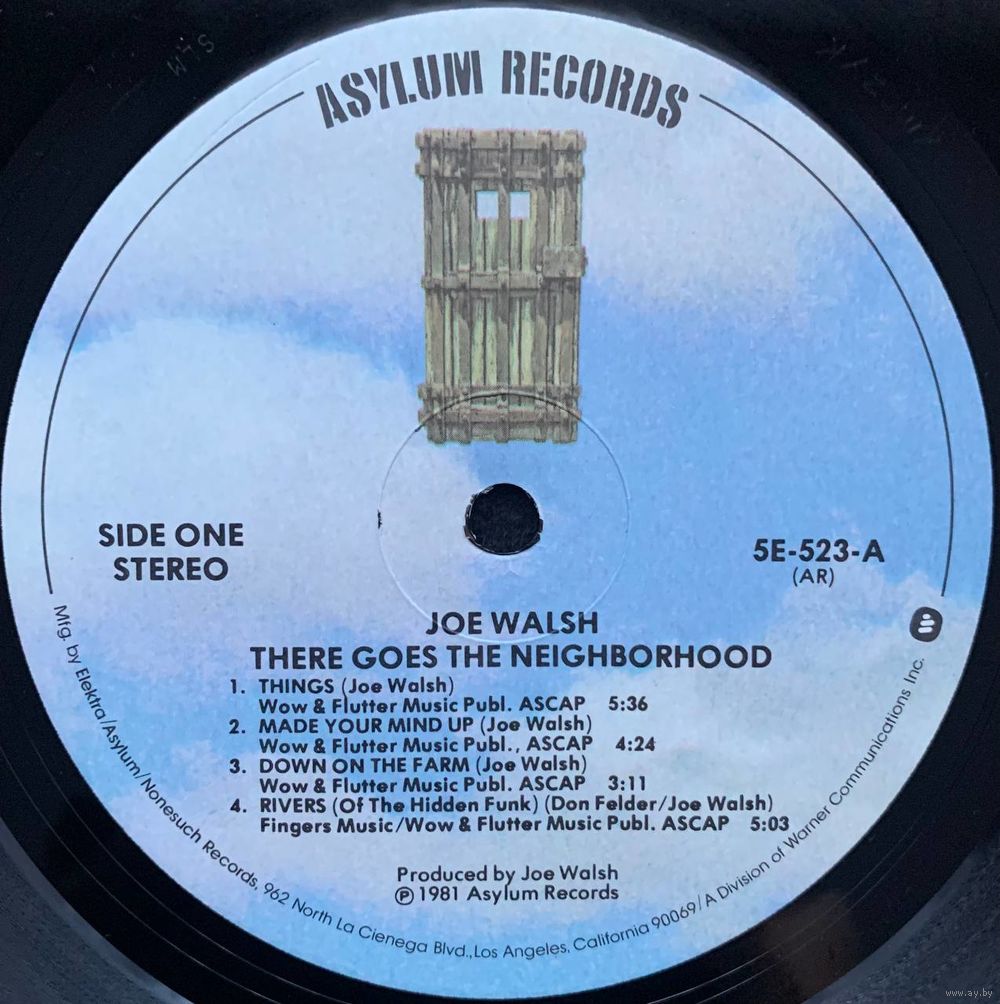 ASYLUM RECORDS
SIDE ONE
STEREO
5E-523-A
(AR)
JOE WALSH
THERE GOES THE NEIGHBORHOOD
1. THINGS (Joe Walsh)
Wow & Flutter Music Publ. ASCAP 5:36
2. MADE YOUR MIND UP (Joe Walsh)
Wow & Flutter Music Publ., ASCAP 4:24
3. DOWN ON THE FARM (Joe Walsh)
Wow & Flutter Music Publ. ASCAP 3:11
4. RIVERS (Of The Hidden Funk) (Don Felder/Joe Walsh)
Fingers Music/Wow & Flutter Music Publ. ASCAP 5:03
Produced by Joe Walsh
℗ 1981 Asylum Records
Mfg. by Elektra/Asylum/Nonesuch Records, 962 North La Cienega Blvd., Los Angeles, California 90069/A Division of Warner Communications Inc.
www.ay.by